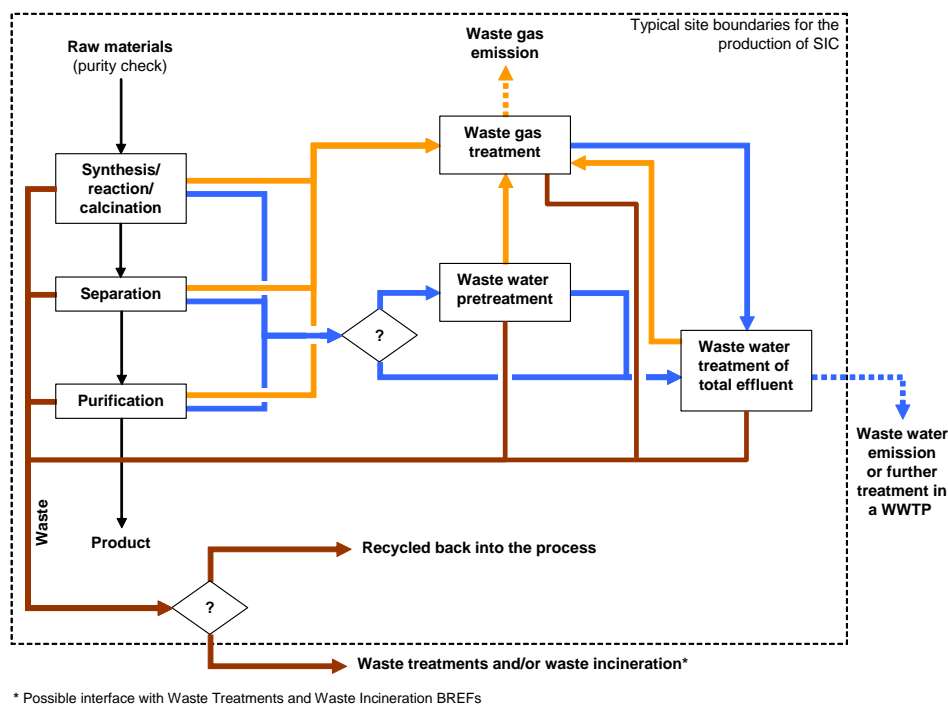 Typical site boundaries for the
production of SIC
Raw materials
(purity check)
Waste gas
emission
Waste gas
treatment
Synthesis/
reaction/
calcination
Separation
Waste water
pretreatment
?
Waste water
treatment of
total effluent
Purification
Waste water
emission
or further
treatment in
a WWTP
Waste
Product
Recycled back into the process
?
Waste treatments and/or waste incineration*
* Possible interface with Waste Treatments and Waste Incineration BREFs